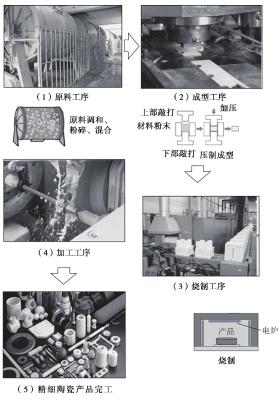 （1）原料工序
原料调和、
粉碎、混合
（2）成型工序
上部敲打
加压
材料粉末
下部敲打
压制成型
（3）烧制工序
产品
电炉
烧制
（4）加工工序
（5）精细陶瓷产品完工